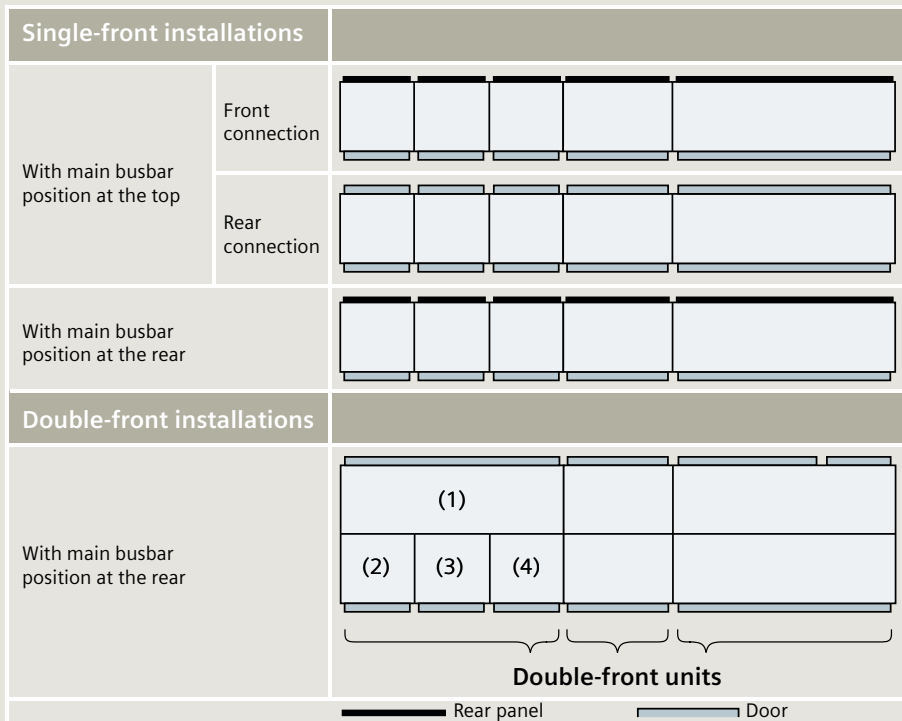 Single-front installations
With main busbar
position at the top
Front
connection
Rear
connection
With main busbar
position at the rear
Double-front installations
With main busbar
position at the rear
(1)
(2) (3) (4)
Double-front units
Rear panel Door